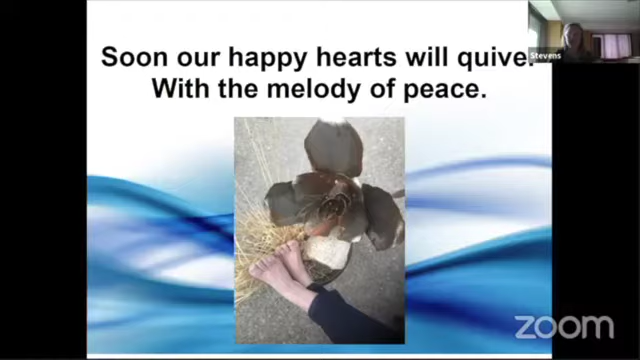 Soon our happy hearts will quiver
Stevens
With the melody of peace.
zoom